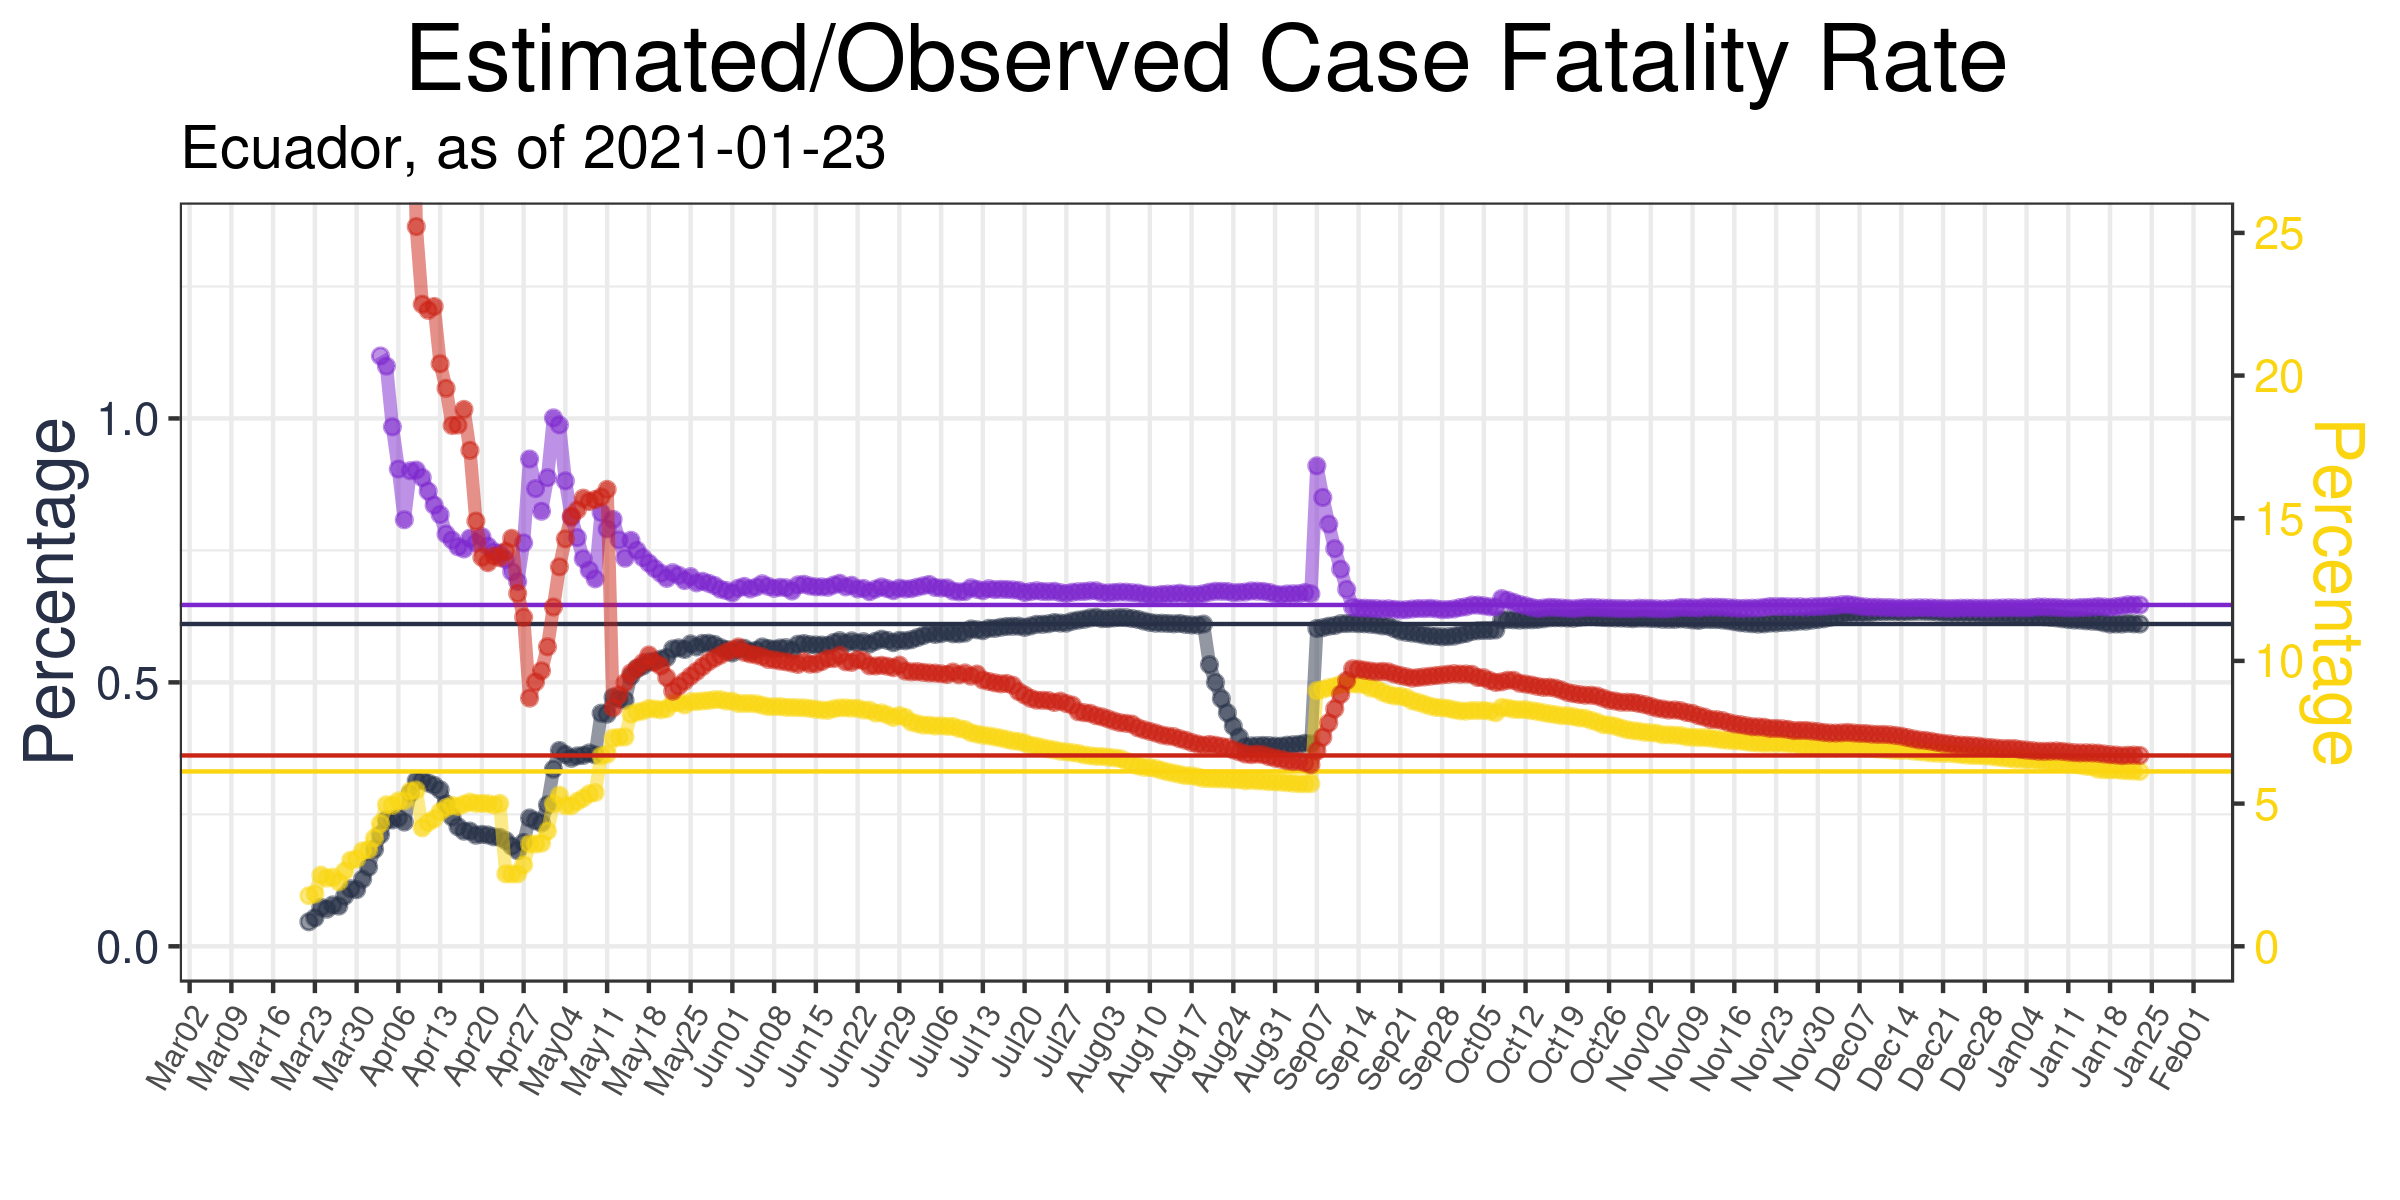 Estimated/Observed Case Fatality Rate
Ecuador, as of 2021-01-23
Percentage
1.0
0.5
0.0
25
20
15
10
5
0
Percentage
Mar02
Mar09
Mar16
Mar23
Mar30
Apr06
Apr13
Apr20
Apr27
May04
May11
May18
May25
Jun01
Jun08
Jun15
Jun22
Jun29
Jul06
Jul13
Jul20
Jul27
Aug03
Aug10
Aug17
Aug24
Aug31
Sep07
Sep14
Sep21
Sep28
Oct05
Oct12
Oct19
Oct26
Nov02
Nov09
Nov16
Nov23
Nov30
Dec07
Dec14
Dec21
Dec28
Jan04
Jan11
Jan18
Jan25
Feb01